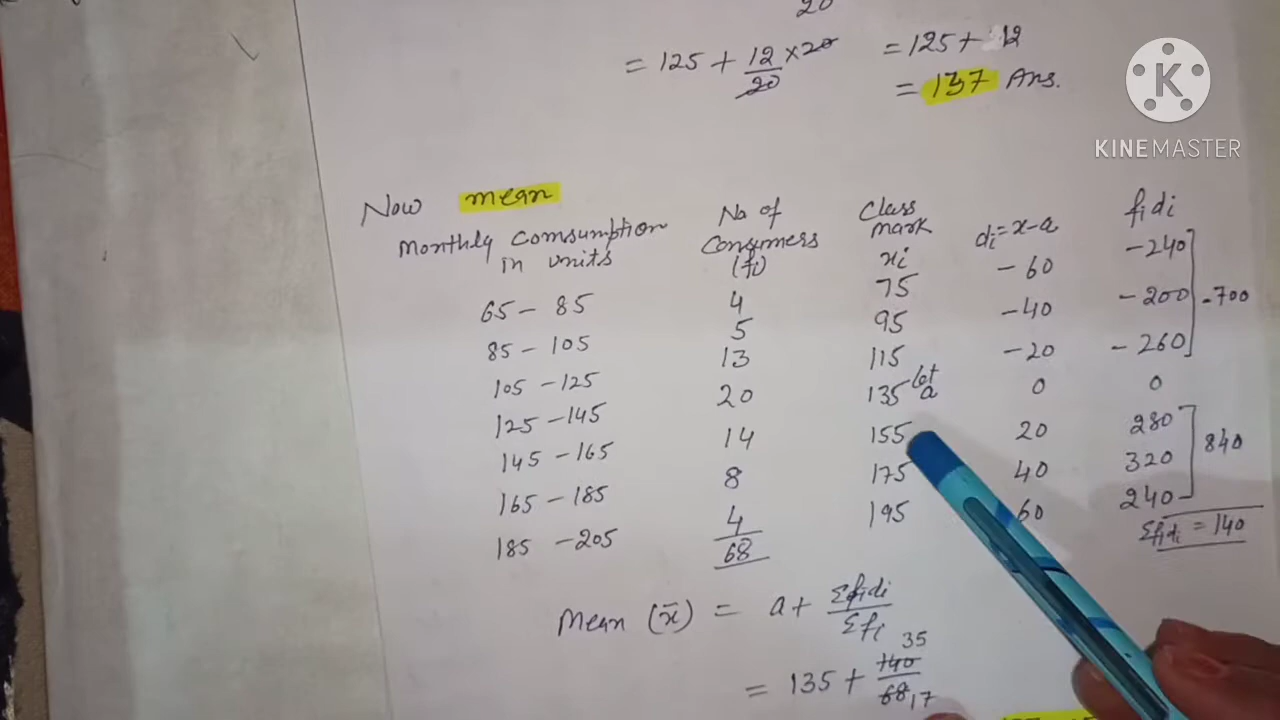 20
= 125 + 12/20 × 20 = 125 + 12
= 137 Ans.
KINEMASTER
Now mean
Monthly Comsumption in units No of Consumers (fi) Class mark xi di = x-a fidi
65 - 85 4 75 -60 -240
85 - 105 5 95 -40 -200 -700
105 - 125 13 115 -20 -260
125 - 145 20 135 let a 0 0
145 - 165 14 155 20 280
165 - 185 8 175 40 320 840
185 - 205 4 195 60 240
68 Σfidi = 140
Mean (x̄) = a + Σfidi/Σfi
= 135 + 140/68 35 17